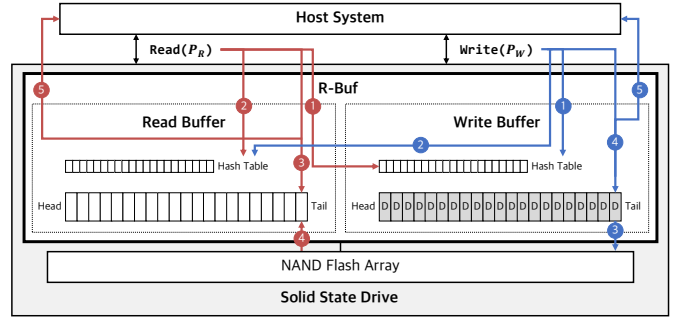 Host System
Read(P_R)
Write(P_W)
5
2
1
R-Buf
1
5
Read Buffer
Write Buffer
2
4
3
Hash Table
Hash Table
Head
Tail
Head
D D D D D D D D D D D D D D D D D D D D
Tail
4
3
NAND Flash Array
Solid State Drive